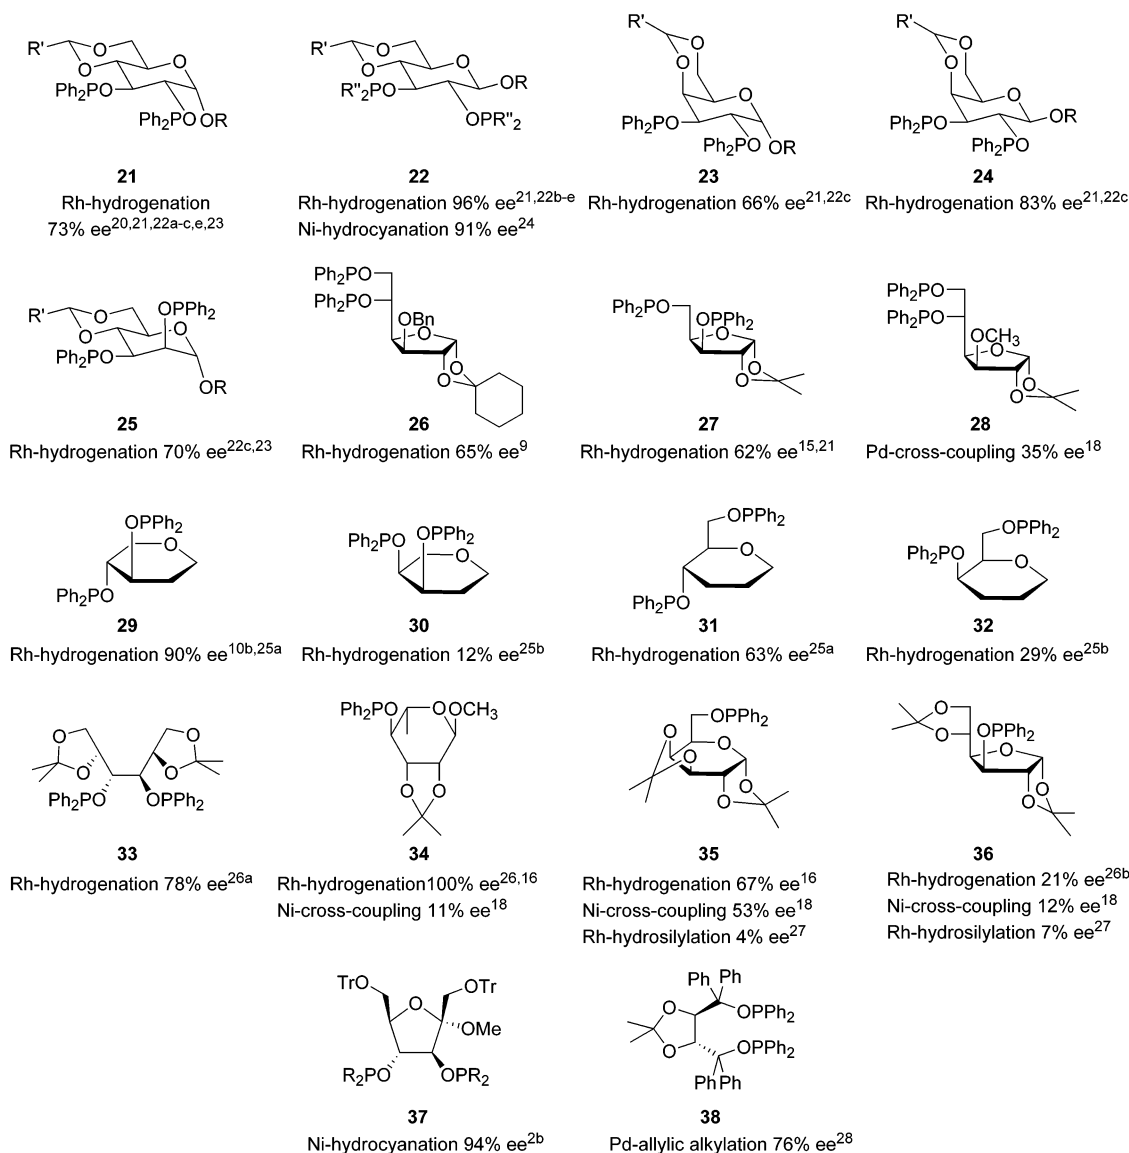 R' O O O Ph2PO Ph2PO OR
21
Rh-hydrogenation
73% ee20,21,22a-c,e,23
R' O O O R"2PO OPR"2 OR
22
Rh-hydrogenation 96% ee21,22b-e
Ni-hydrocyanation 91% ee24
R' O O O Ph2PO Ph2PO OR
23
Rh-hydrogenation 66% ee21,22c
R' O O O Ph2PO Ph2PO OR
24
Rh-hydrogenation 83% ee21,22c
R' O O OPPh2 O Ph2PO OR
25
Rh-hydrogenation 70% ee22c,23
Ph2PO Ph2PO OBn O O O
26
Rh-hydrogenation 65% ee9
Ph2PO OPPh2 O O O
27
Rh-hydrogenation 62% ee15,21
Ph2PO Ph2PO OCH3 O O O
28
Pd-cross-coupling 35% ee18
OPPh2 O Ph2PO
29
Rh-hydrogenation 90% ee10b,25a
Ph2PO OPPh2 O
30
Rh-hydrogenation 12% ee25b
OPPh2 O Ph2PO
31
Rh-hydrogenation 63% ee25a
Ph2PO OPPh2 O
32
Rh-hydrogenation 29% ee25b
O O O O Ph2PO OPPh2
33
Rh-hydrogenation 78% ee26a
Ph2PO O OCH3 O O
34
Rh-hydrogenation100% ee26,16
Ni-cross-coupling 11% ee18
OPPh2 O O O O O
35
Rh-hydrogenation 67% ee16
Ni-cross-coupling 53% ee18
Rh-hydrosilylation 4% ee27
O O OPPh2 O O O
36
Rh-hydrogenation 21% ee26b
Ni-cross-coupling 12% ee18
Rh-hydrosilylation 7% ee27
TrO OTr O OMe R2PO OPR2
37
Ni-hydrocyanation 94% ee2b
Ph Ph O OPPh2 O OPPh2 Ph Ph
38
Pd-allylic alkylation 76% ee28